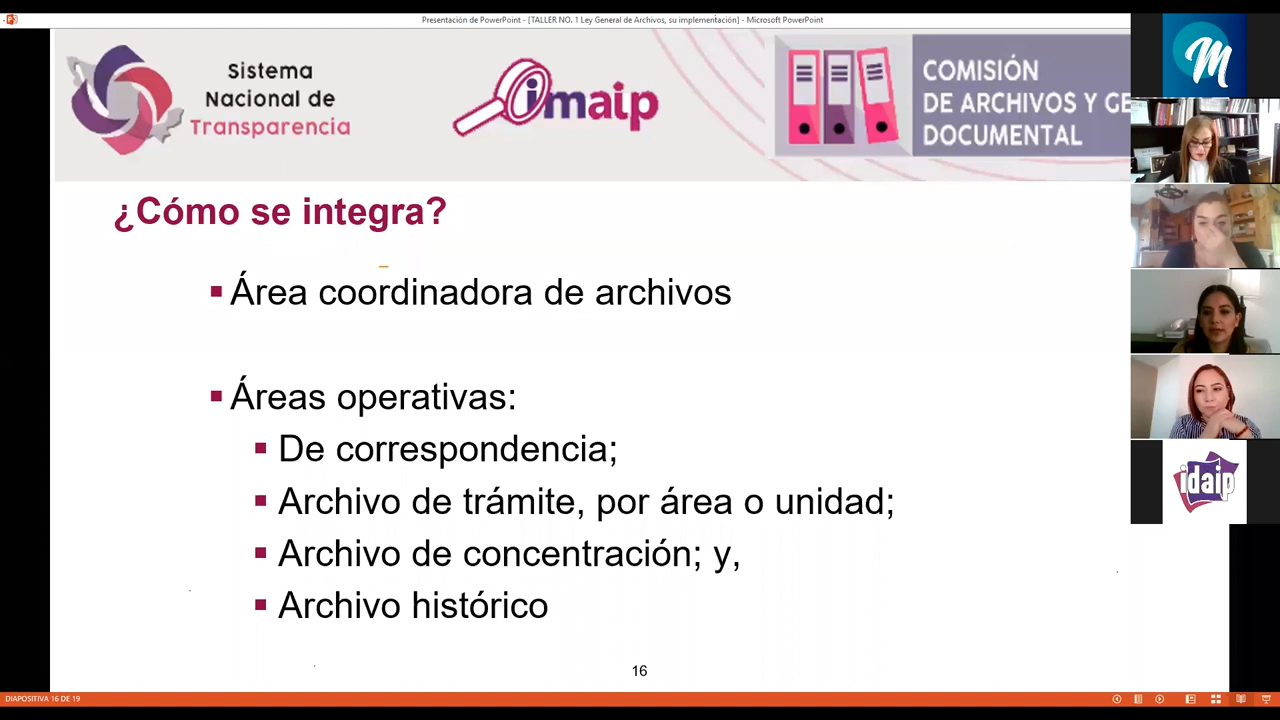 Presentación de PowerPoint - [TALLER NO. 1 Ley General de Archivos, su implementación] - Microsoft PowerPoint
Sistema
Nacional de
Transparencia
imaip
COMISIÓN
DE ARCHIVOS Y GE
DOCUMENTAL
M
¿Cómo se integra?
▪ Área coordinadora de archivos
▪ Áreas operativas:
▪ De correspondencia;
▪ Archivo de trámite, por área o unidad;
▪ Archivo de concentración; y,
▪ Archivo histórico
idaip
16
DIAPOSITIVA 16 DE 19